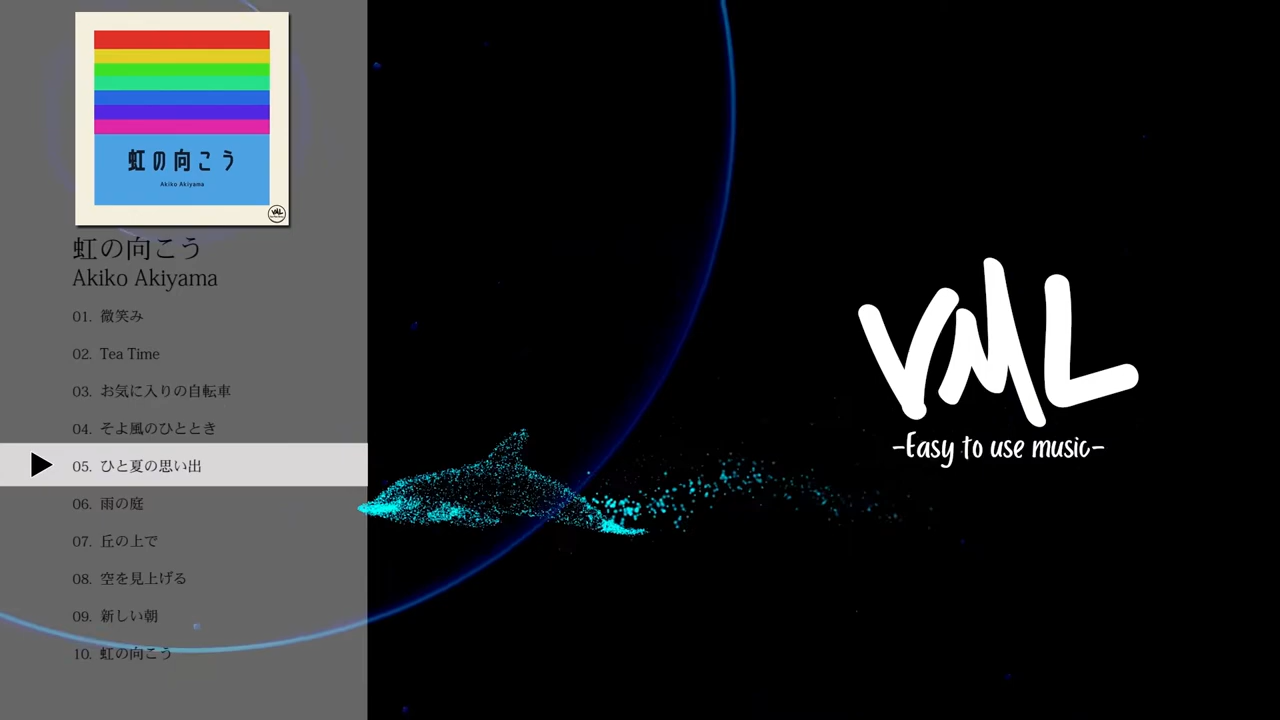 虹の向こう
Akiko Akiyama
VML
虹の向こう
Akiko Akiyama
01. 微笑み
02. Tea Time
03. お気に入りの自転車
04. そよ風のひととき
05. ひと夏の思い出
06. 雨の庭
07. 丘の上で
08. 空を見上げる
09. 新しい朝
10. 虹の向こう
VML
-Easy to use music-